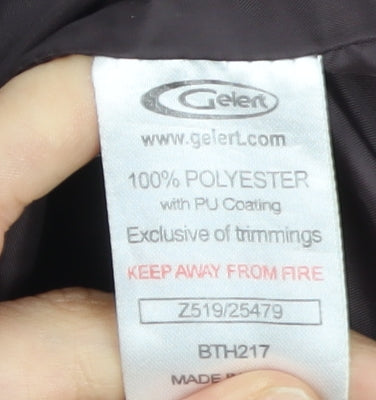 Gelert
www.gelert.com
100% POLYESTER
with PU Coating
Exclusive of trimmings
KEEP AWAY FROM FIRE
Z519/25479
BTH217
MADE